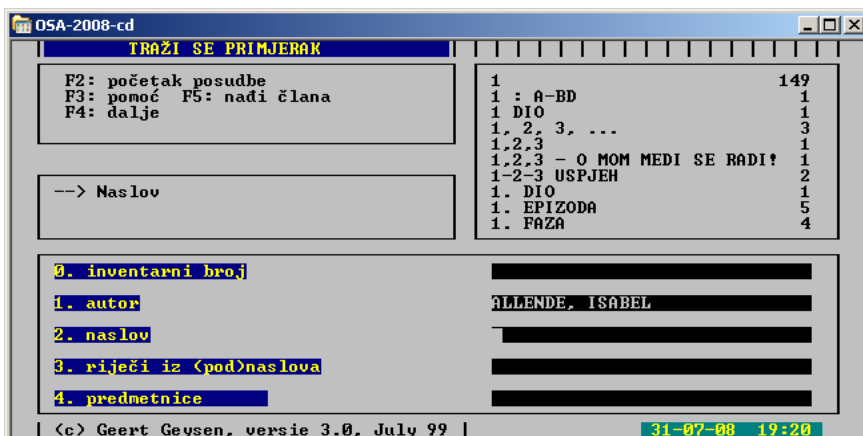 OSA-2008-cd
TRAŽI SE PRIMJERAK
F2: početak posudbe
F3: pomoć F5: nađi člana
F4: dalje
1 149
1 : A-BD 1
1 DIO 1
1, 2, 3, ... 3
1,2,3 1
1,2,3 - O MOM MEDI SE RADI! 1
1-2-3 USPJEH 2
1. DIO 1
1. EPIZODA 5
1. FAZA 4
--> Naslov
0. inventarni broj
1. autor ALLENDE, ISABEL
2. naslov
3. riječi iz (pod)naslova
4. predmetnice
(c) Geert Geysen, versie 3.0, July 99 31-07-08 19:20